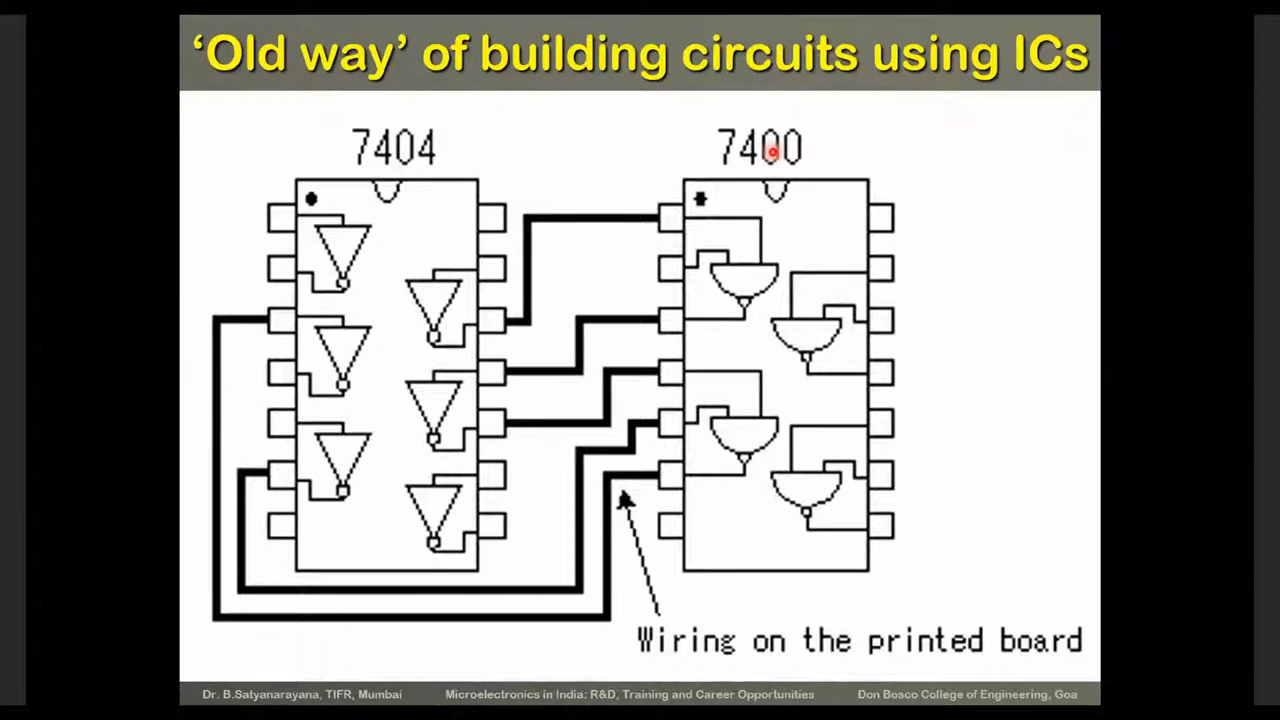 ‘Old way’ of building circuits using ICs
7404
7400
Wiring on the printed board
Dr. B.Satyanarayana, TIFR, Mumbai
Microelectronics in India: R&D, Training and Career Opportunities
Don Bosco College of Engineering, Goa